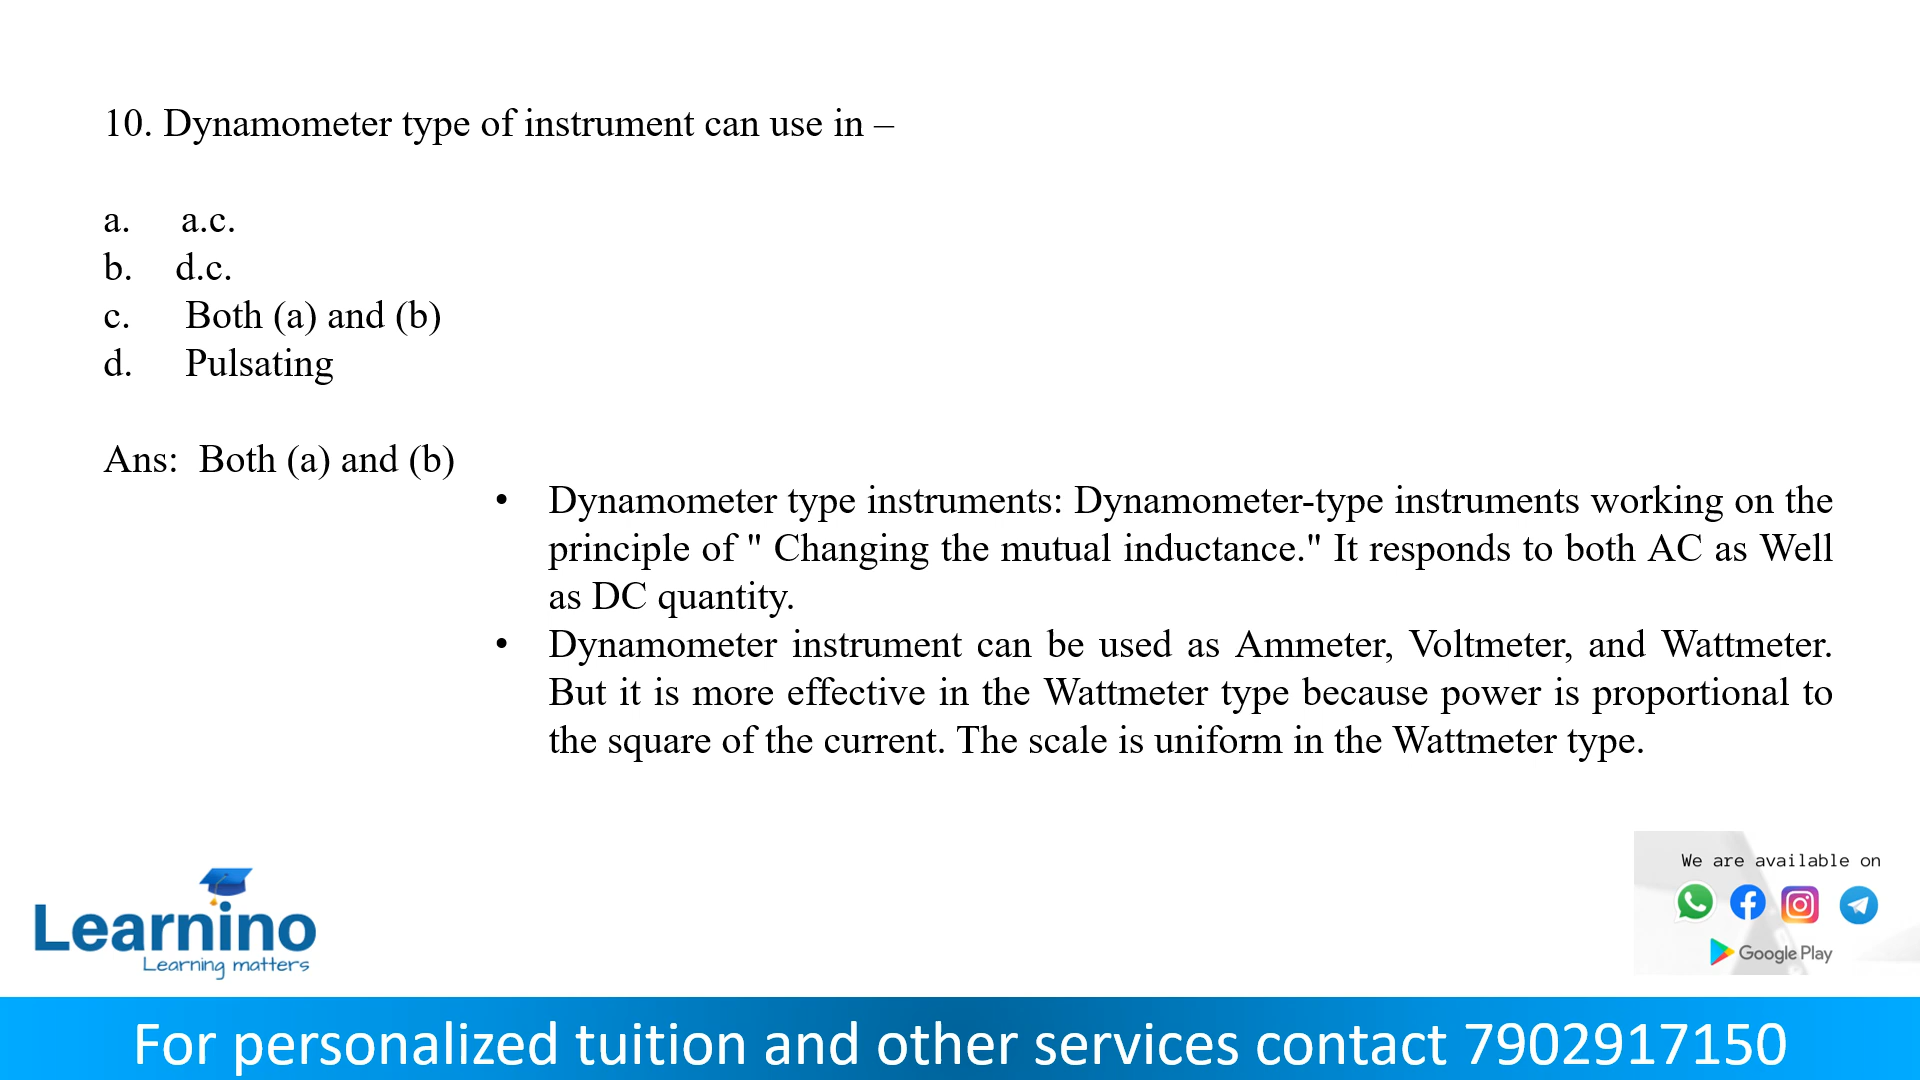 10. Dynamometer type of instrument can use in –
a. a.c.
b. d.c.
c. Both (a) and (b)
d. Pulsating
Ans: Both (a) and (b)
• Dynamometer type instruments: Dynamometer-type instruments working on the
principle of " Changing the mutual inductance." It responds to both AC as Well
as DC quantity.
• Dynamometer instrument can be used as Ammeter, Voltmeter, and Wattmeter.
But it is more effective in the Wattmeter type because power is proportional to
the square of the current. The scale is uniform in the Wattmeter type.
We are available on
Google Play
Learnino
Learning matters
For personalized tuition and other services contact 7902917150